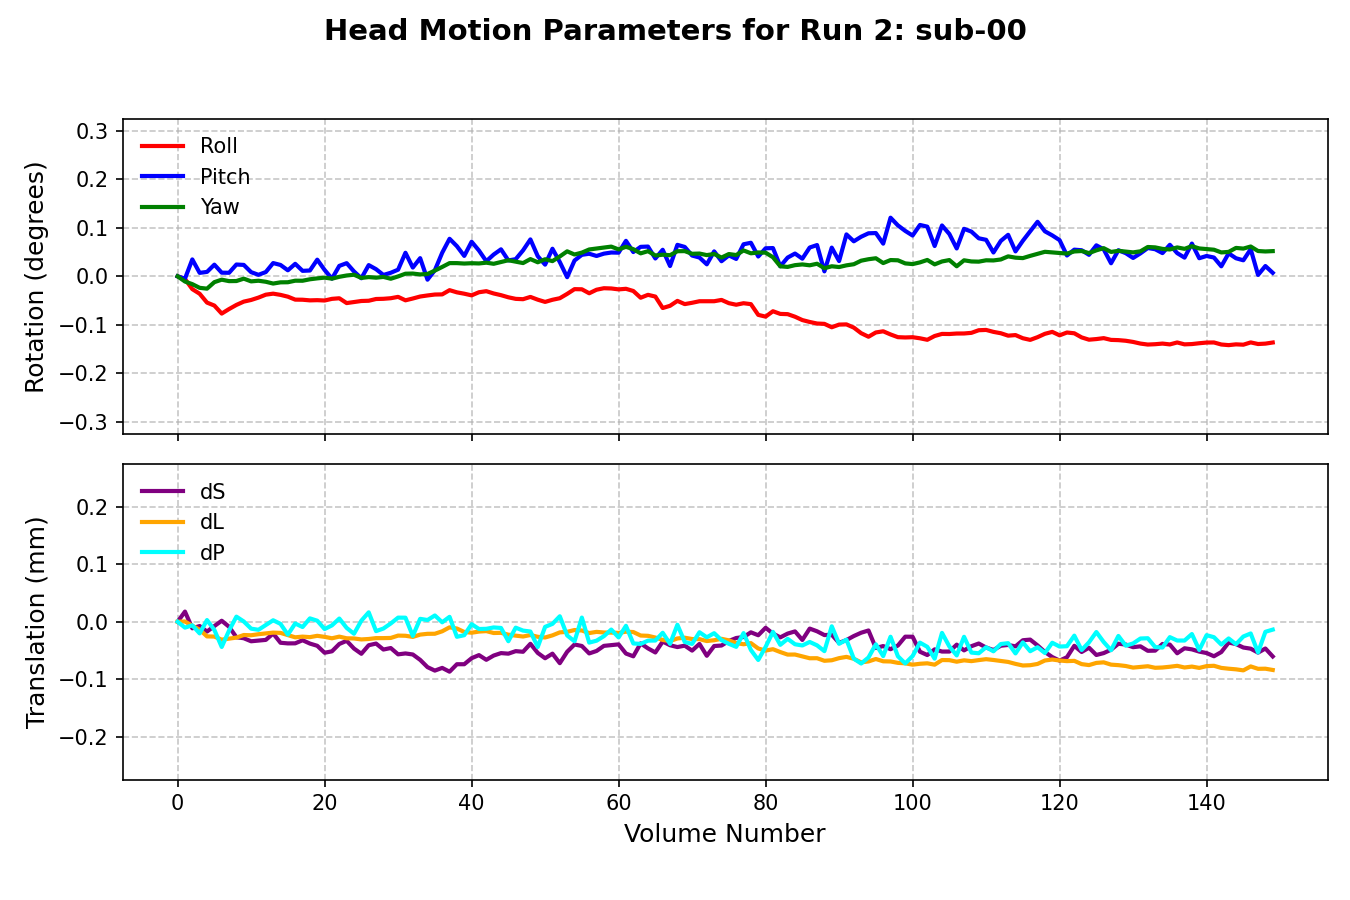 Head Motion Parameters for Run 2: sub-00
Rotation (degrees)
0.3
0.2
0.1
0.0
−0.1
−0.2
−0.3
Roll
Pitch
Yaw
Translation (mm)
0.2
0.1
0.0
−0.1
−0.2
dS
dL
dP
0 20 40 60 80 100 120 140
Volume Number